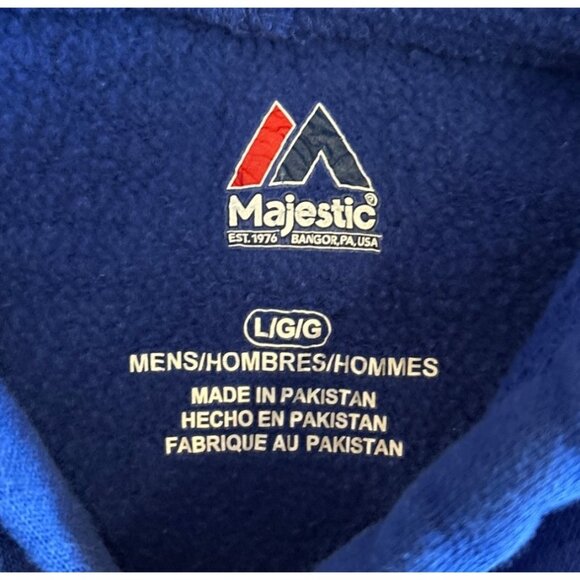 Majestic®
EST. 1976 BANGOR, PA, USA
L/G/G
MENS/HOMBRES/HOMMES
MADE IN PAKISTAN
HECHO EN PAKISTAN
FABRIQUE AU PAKISTAN